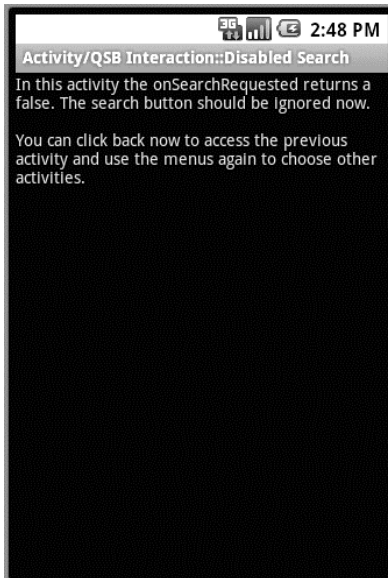 3G 2:48 PM
Activity/QSB Interaction::Disabled Search
In this activity the onSearchRequested returns a
false. The search button should be ignored now.
You can click back now to access the previous
activity and use the menus again to choose other
activities.